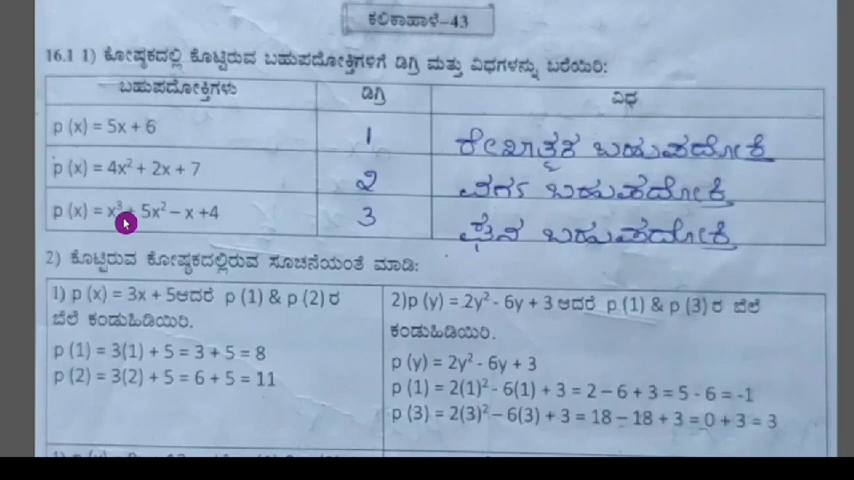 ಕಲಿಕಾಹಾಳೆ-43
16.1 1) ಕೋಷ್ಠಕದಲ್ಲಿ ಕೊಟ್ಟಿರುವ ಬಹುಪದೋಕ್ತಿಗಳಿಗೆ ಡಿಗ್ರಿ ಮತ್ತು ವಿಧಗಳನ್ನು ಬರೆಯಿರಿ:
ಬಹುಪದೋಕ್ತಿಗಳು ಡಿಗ್ರಿ ವಿಧ
p (x) = 5x + 6 1 ರೇಖಾತ್ಮಕ ಬಹುಪದೋಕ್ತಿ
p (x) = 4x² + 2x + 7 2 ವರ್ಗ ಬಹುಪದೋಕ್ತಿ
p (x) = x³ + 5x² – x +4 3 ಘನ ಬಹುಪದೋಕ್ತಿ
2) ಕೊಟ್ಟಿರುವ ಕೋಷ್ಠಕದಲ್ಲಿರುವ ಸೂಚನೆಯಂತೆ ಮಾಡಿ:
1) p (x) = 3x + 5ಆದರೆ p (1) & p (2) ರ
ಬೆಲೆ ಕಂಡುಹಿಡಿಯಿರಿ.
p (1) = 3(1) + 5 = 3 + 5 = 8
p (2) = 3(2) + 5 = 6 + 5 = 11
2)p (y) = 2y² - 6y + 3 ಆದರೆ p (1) & p (3) ರ ಬೆಲೆ
ಕಂಡುಹಿಡಿಯಿರಿ.
p (y) = 2y² - 6y + 3
p (1) = 2(1)² - 6(1) + 3 = 2 – 6 + 3 = 5 - 6 = -1
p (3) = 2(3)² – 6(3) + 3 = 18 – 18 + 3 = 0 + 3 = 3